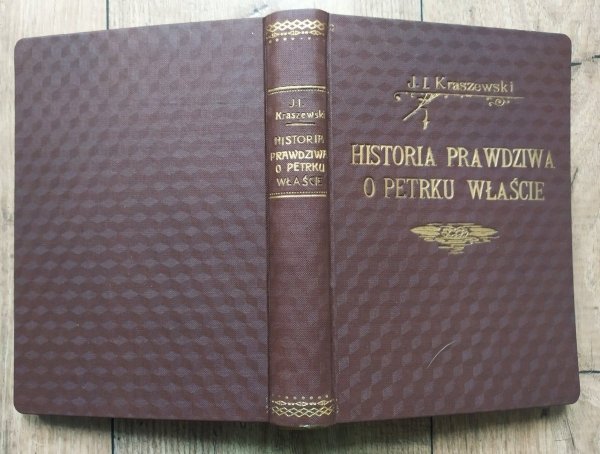 J. I.
Kraszewski
HISTORIA
PRAWDZIWA
O PETRKU
WŁAŚCIE
J. I. Kraszewski
HISTORIA PRAWDZIWA
O PETRKU WŁAŚCIE